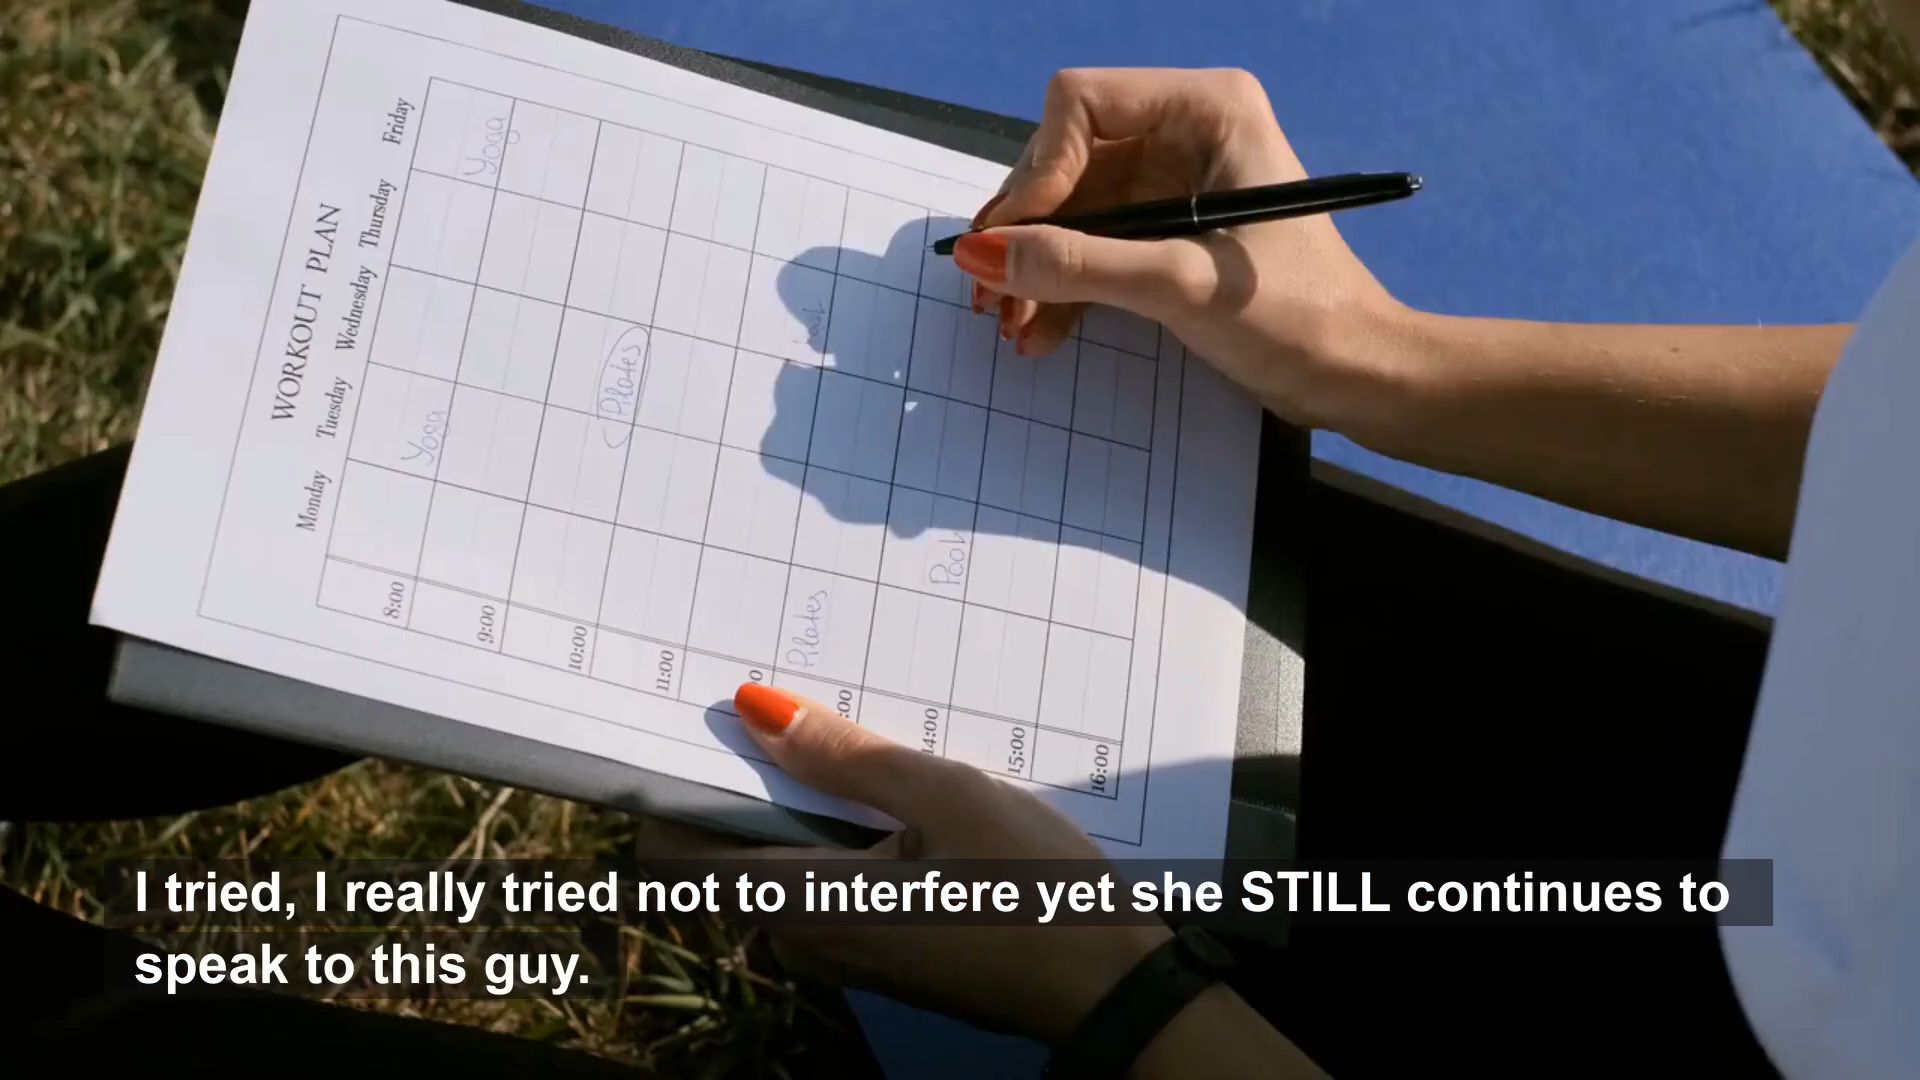 WORKOUT PLAN
Monday Tuesday Wednesday Thursday Friday
8:00
Yoga
Yoga
9:00
10:00
Pilates
11:00
Pilates
14:00
Pool
15:00
16:00
I tried, I really tried not to interfere yet she STILL continues to
speak to this guy.